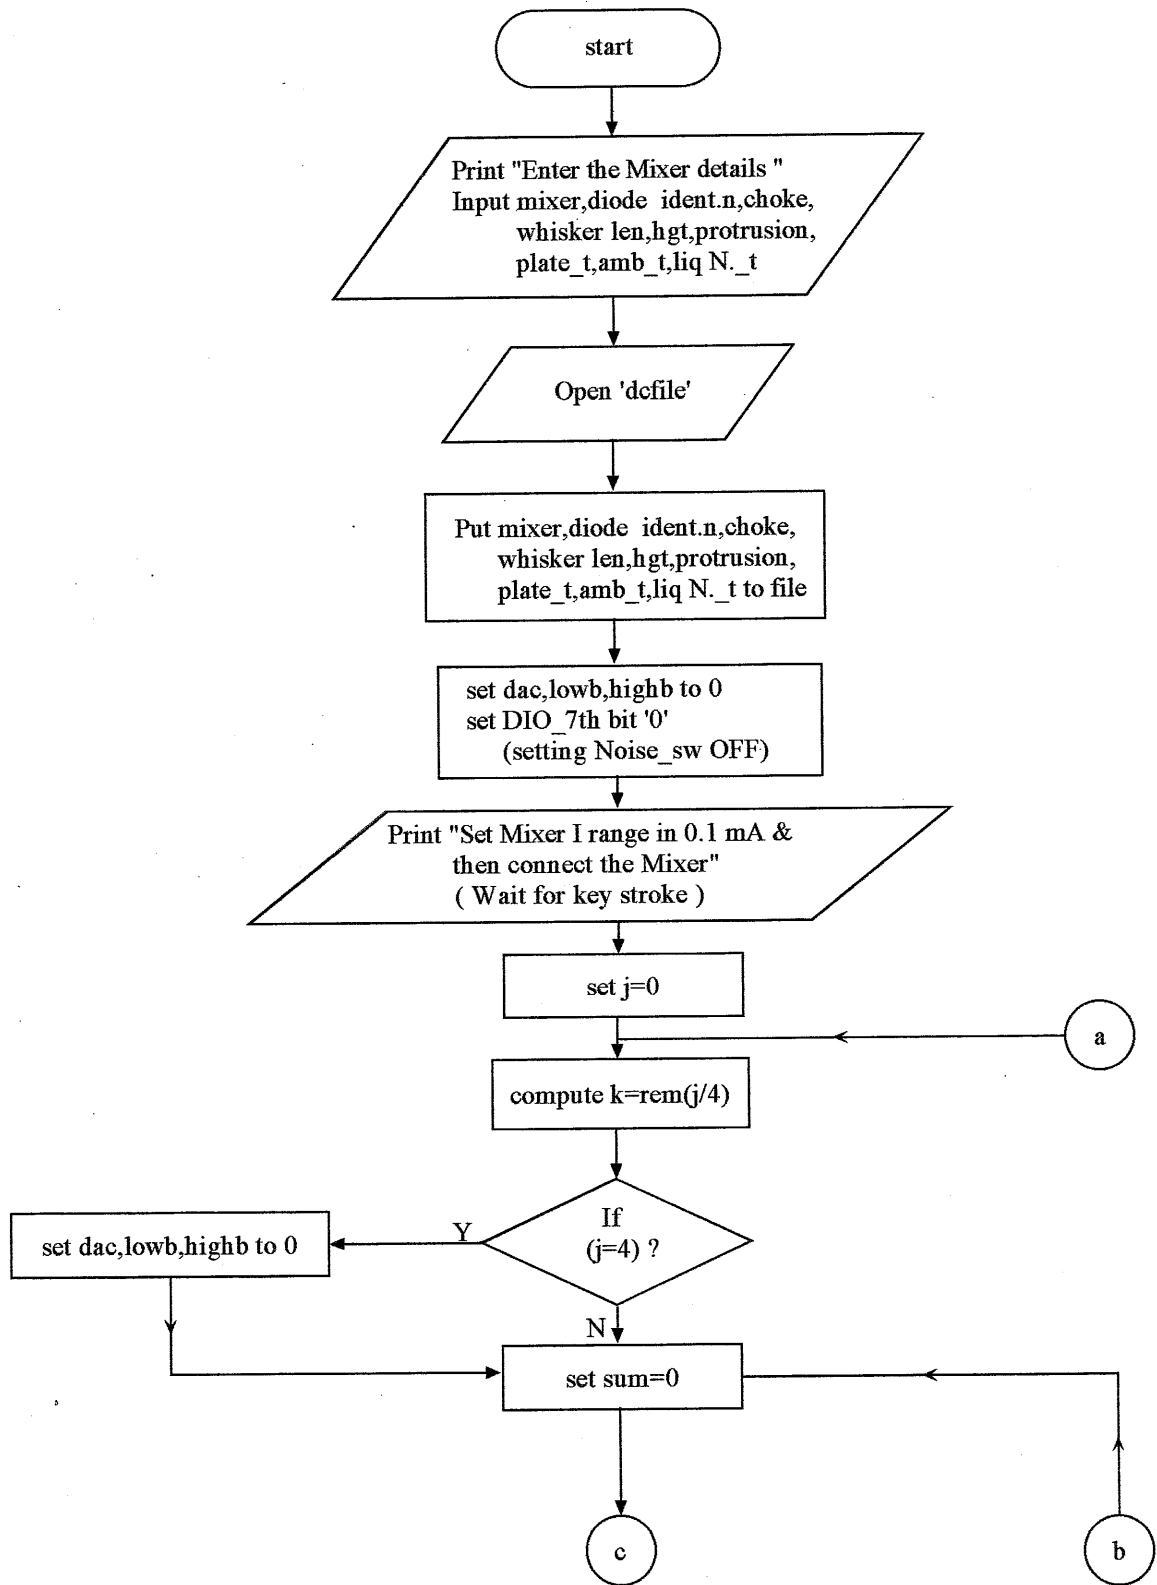 start
Print "Enter the Mixer details "
Input mixer,diode ident.n,choke,
whisker len,hgt,protrusion,
plate_t,amb_t,liq N._t
Open 'dcfile'
Put mixer,diode ident.n,choke,
whisker len,hgt,protrusion,
plate_t,amb_t,liq N._t to file
set dac,lowb,highb to 0
set DIO_7th bit '0'
(setting Noise_sw OFF)
Print "Set Mixer I range in 0.1 mA &
then connect the Mixer"
( Wait for key stroke )
set j=0
a
compute k=rem(j/4)
If
(j=4) ?
Y
set dac,lowb,highb to 0
N
set sum=0
c
b